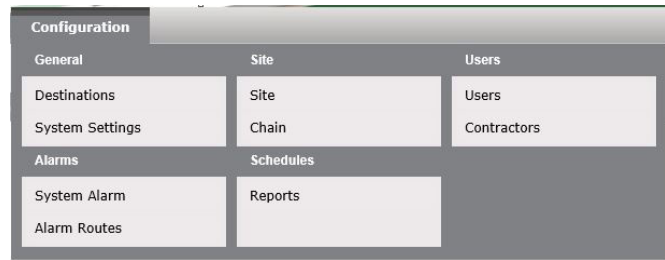 Configuration
General
Site
Users
Destinations
Site
Users
System Settings
Chain
Contractors
Alarms
Schedules
System Alarm
Reports
Alarm Routes